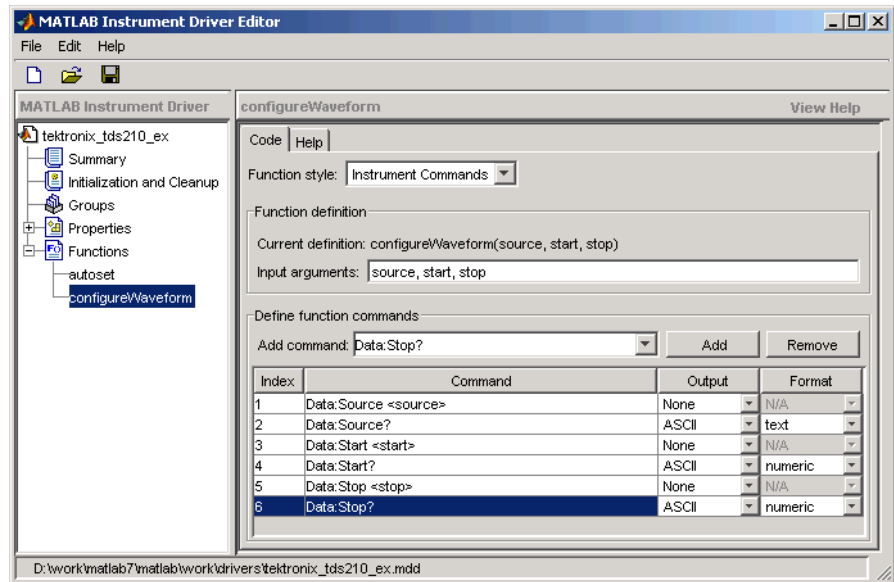 MATLAB Instrument Driver Editor
File Edit Help
MATLAB Instrument Driver
configureWaveform View Help
tektronix_tds210_ex
Summary
Initialization and Cleanup
Groups
Properties
Functions
autoset
configureWaveform
Code Help
Function style: Instrument Commands
Function definition
Current definition: configureWaveform(source, start, stop)
Input arguments: source, start, stop
Define function commands
Add command: Data:Stop? Add Remove
Index Command Output Format
1 Data:Source <source> None N/A
2 Data:Source? ASCII text
3 Data:Start <start> None N/A
4 Data:Start? ASCII numeric
5 Data:Stop <stop> None N/A
6 Data:Stop? ASCII numeric
D:\work\matlab7\matlab\work\drivers\tektronix_tds210_ex.mdd